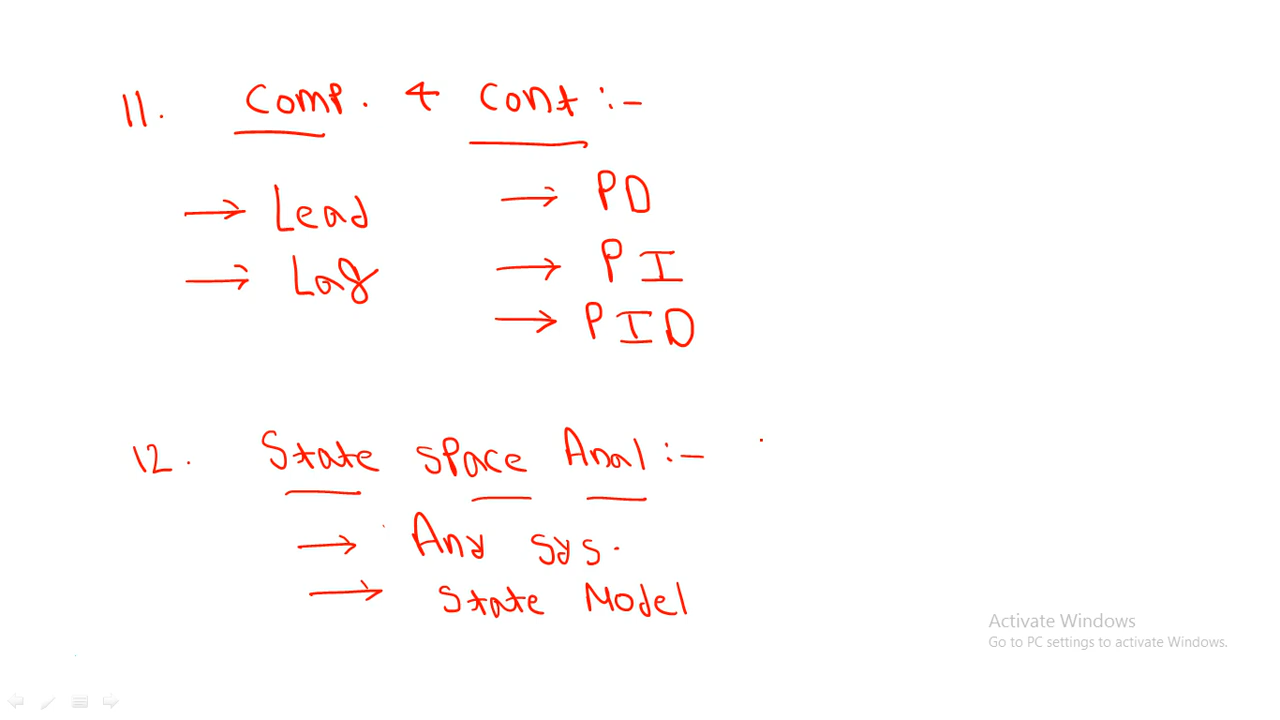 11. Comp. & Cont :-
→ Lead → PD
→ Lag → PI
→ PID
12. State space Anal :-
→ Any sys.
→ State Model
Activate Windows
Go to PC settings to activate Windows.